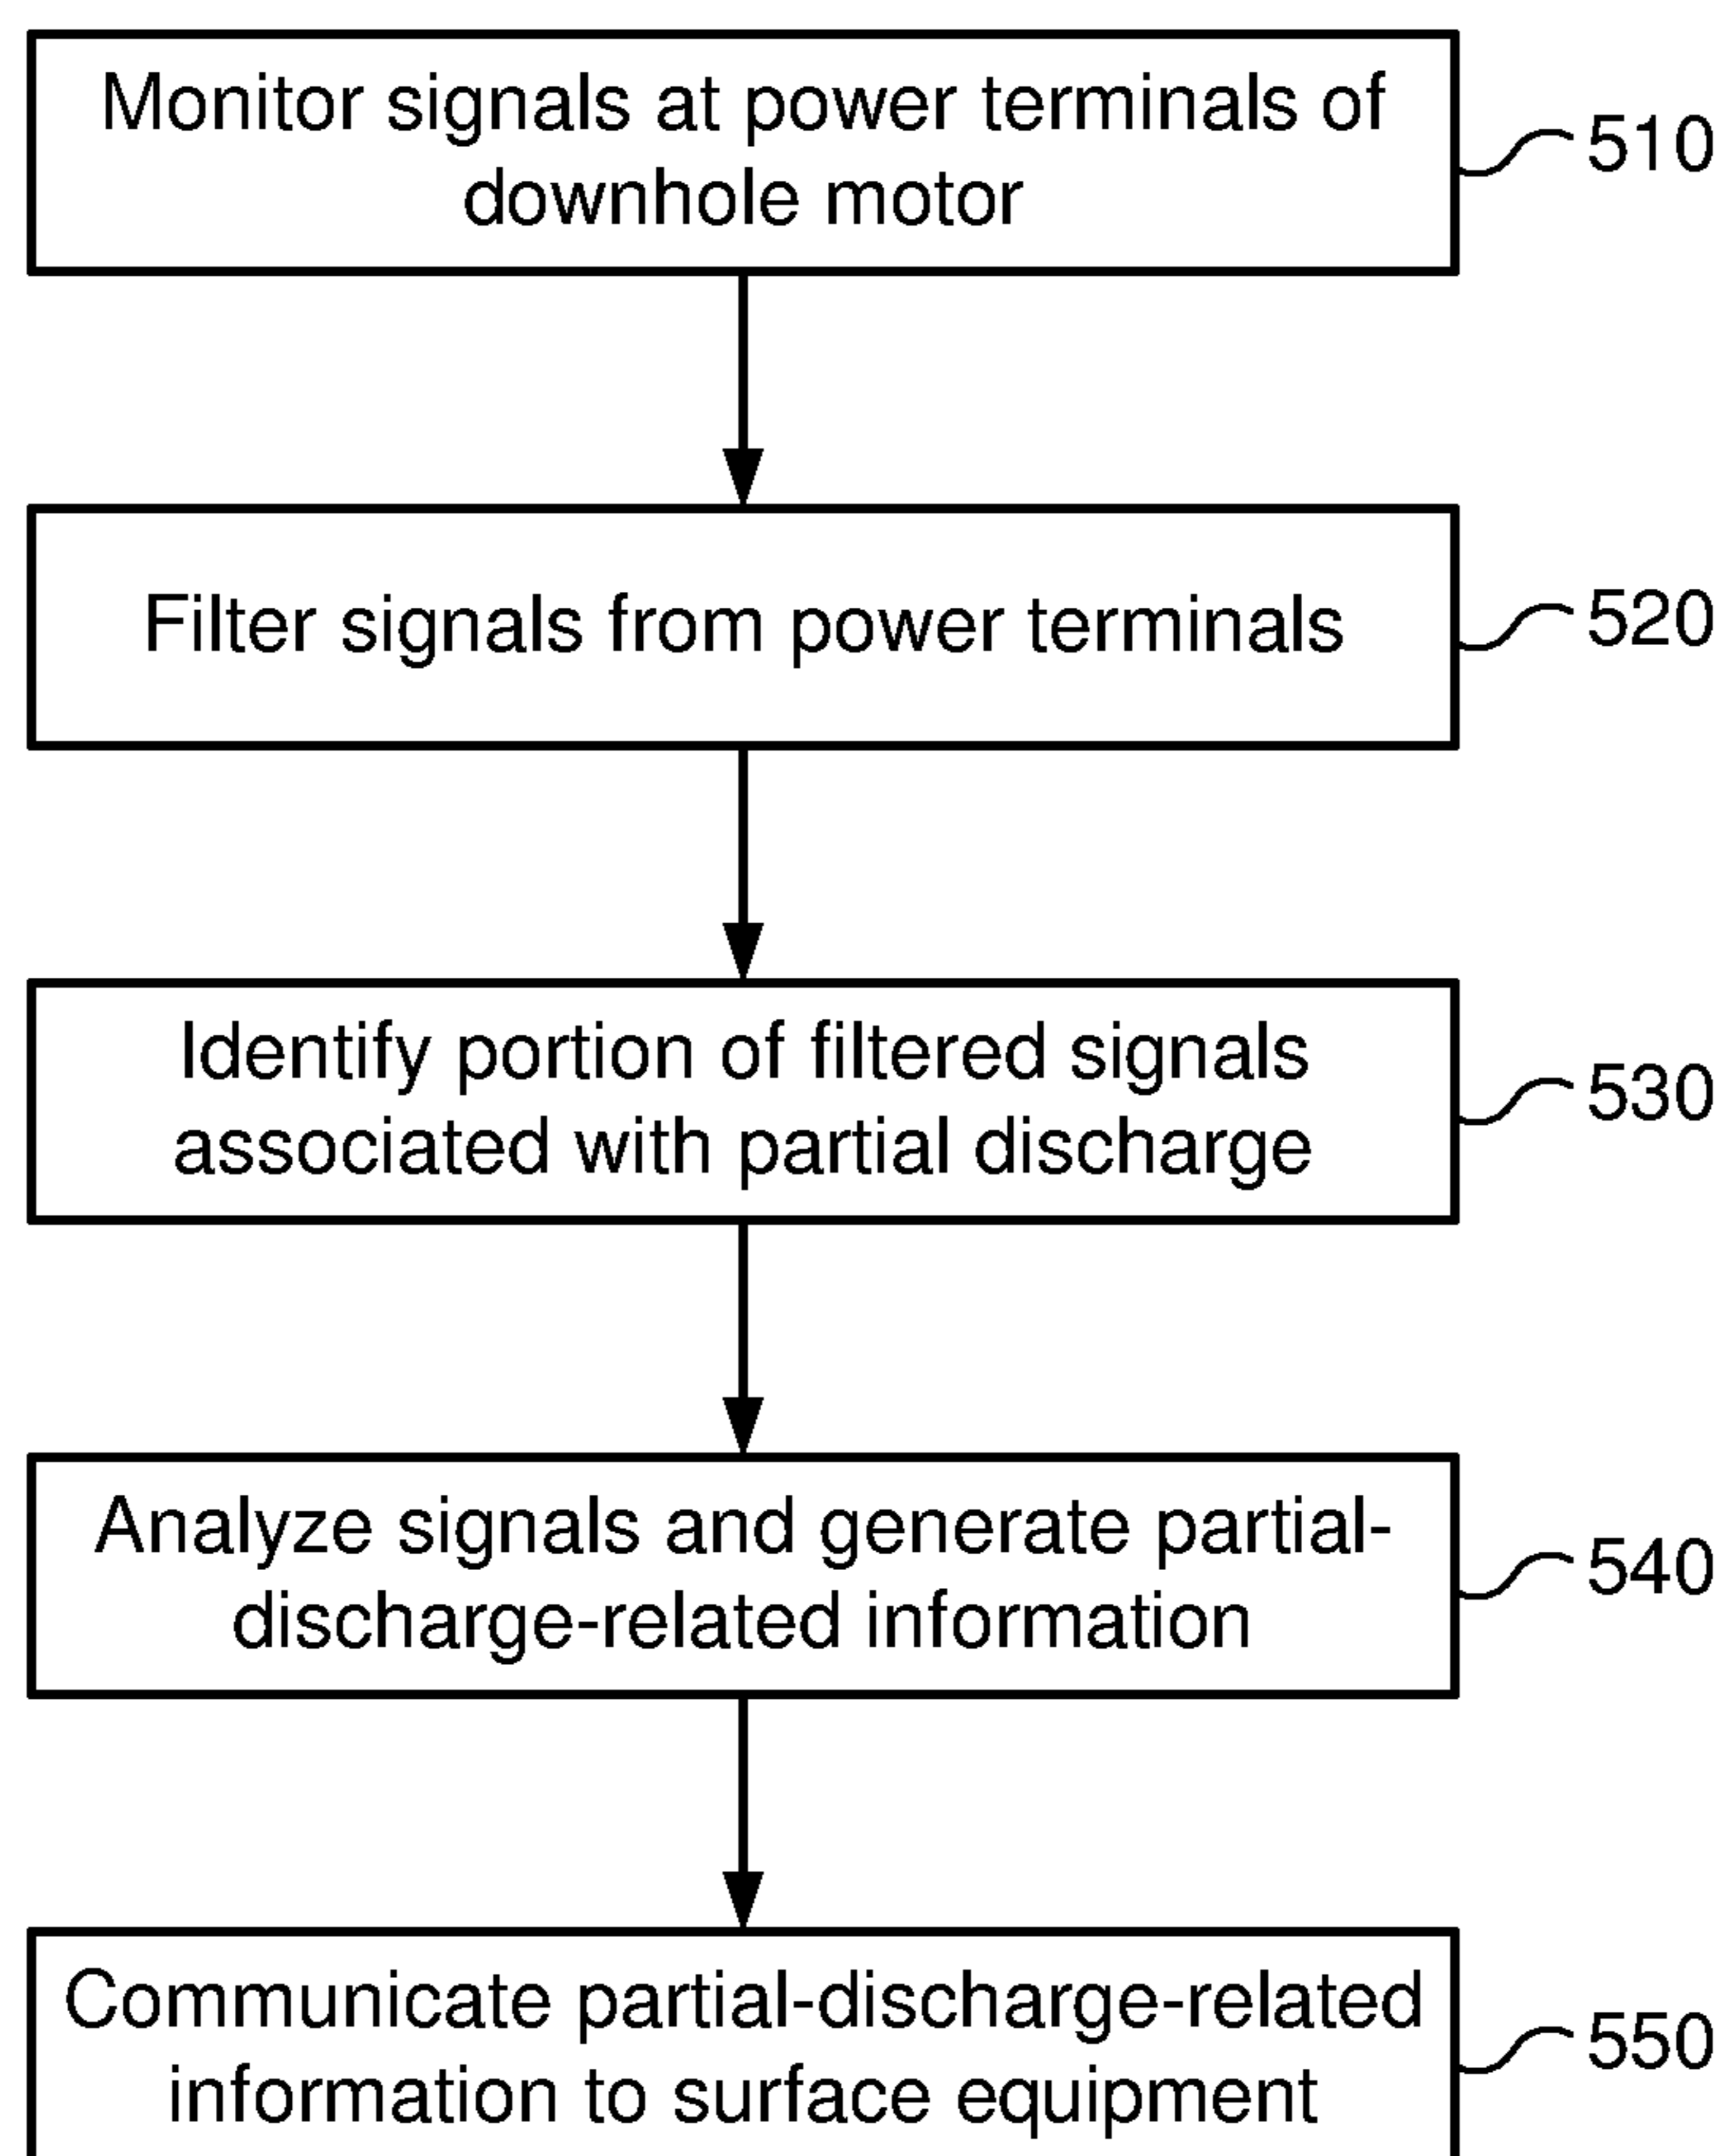 Monitor signals at power terminals of
downhole motor
510
Filter signals from power terminals
520
Identify portion of filtered signals
associated with partial discharge
530
Analyze signals and generate partial-
discharge-related information
540
Communicate partial-discharge-related
information to surface equipment
550